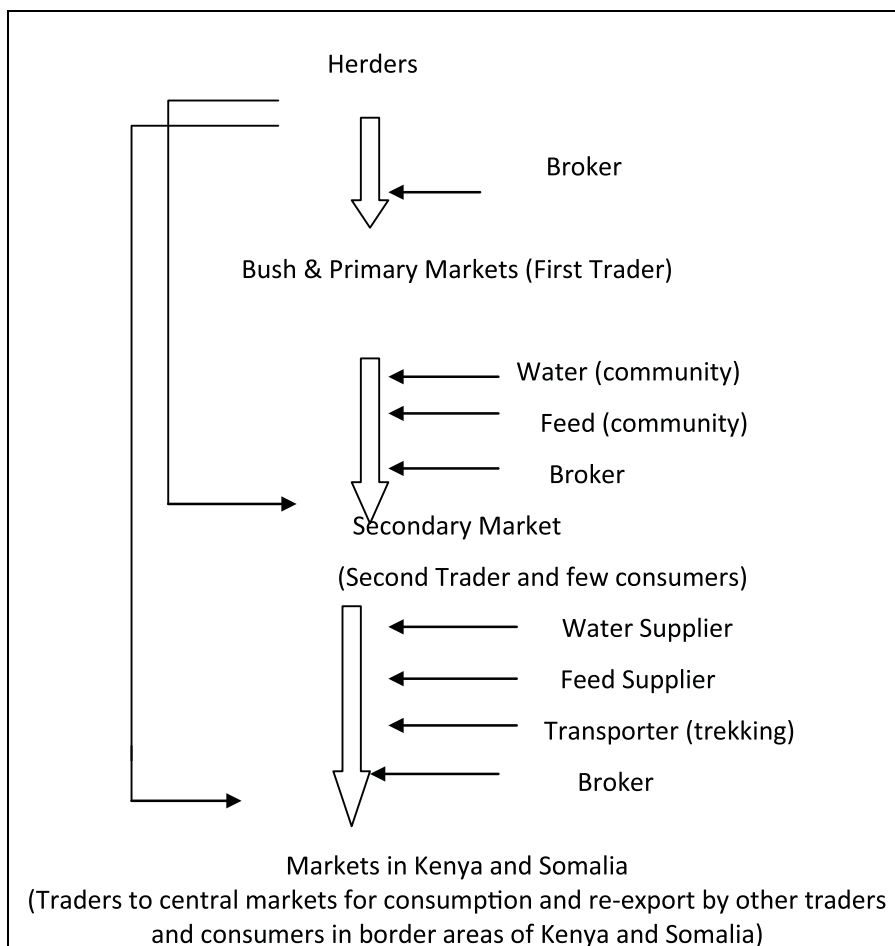 Herders
Broker
Bush & Primary Markets (First Trader)
Water (community)
Feed (community)
Broker
Secondary Market
(Second Trader and few consumers)
Water Supplier
Feed Supplier
Transporter (trekking)
Broker
Markets in Kenya and Somalia
(Traders to central markets for consumption and re-export by other traders
and consumers in border areas of Kenya and Somalia)